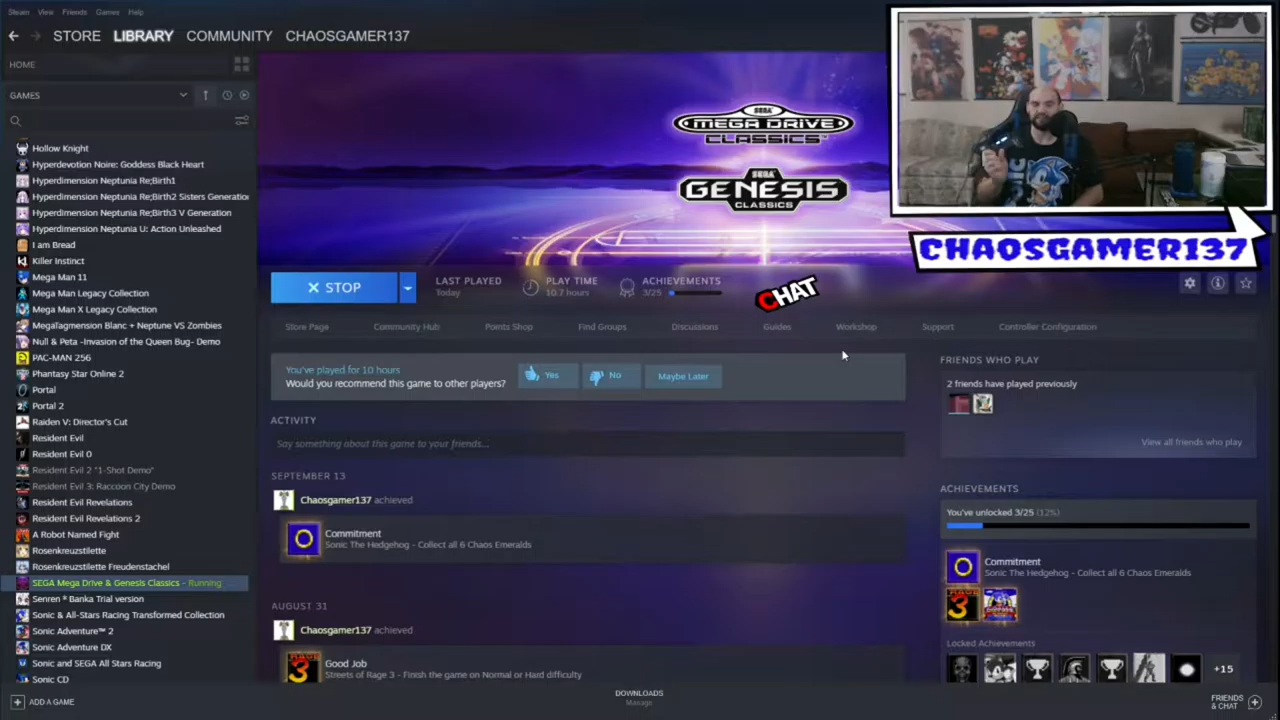 Steam View Friends Games Help
STORE LIBRARY COMMUNITY CHAOSGAMER137
HOME
GAMES
Hollow Knight
Hyperdevotion Noire: Goddess Black Heart
Hyperdimension Neptunia Re;Birth1
Hyperdimension Neptunia Re;Birth2 Sisters Generation
Hyperdimension Neptunia Re;Birth3 V Generation
Hyperdimension Neptunia U: Action Unleashed
I am Bread
Killer Instinct
Mega Man 11
Mega Man Legacy Collection
Mega Man X Legacy Collection
MegaTagmension Blanc + Neptune VS Zombies
Null & Peta -Invasion of the Queen Bug- Demo
PAC-MAN 256
Phantasy Star Online 2
Portal
Portal 2
Raiden V: Director's Cut
Resident Evil
Resident Evil 0
Resident Evil 2 "1-Shot Demo"
Resident Evil 3: Raccoon City Demo
Resident Evil Revelations
Resident Evil Revelations 2
A Robot Named Fight
Rosenkreuzstilette
Rosenkreuzstilette Freudenstachel
SEGA Mega Drive & Genesis Classics - Running
Senren * Banka Trial version
Sonic & All-Stars Racing Transformed Collection
Sonic Adventure™ 2
Sonic Adventure DX
Sonic and SEGA All Stars Racing
Sonic CD
ADD A GAME
SEGA
MEGA DRIVE
CLASSICS™
SEGA
GENESIS
CLASSICS
CHAOSGAMER137
SONIC
X STOP
LAST PLAYED
Today
PLAY TIME
10.7 hours
ACHIEVEMENTS
3/25
CHAT
Store Page Community Hub Points Shop Find Groups Discussions Guides Workshop Support Controller Configuration
You've played for 10 hours
Would you recommend this game to other players?
Yes No Maybe Later
ACTIVITY
Say something about this game to your friends...
SEPTEMBER 13
Chaosgamer137 achieved
Commitment
Sonic The Hedgehog - Collect all 6 Chaos Emeralds
AUGUST 31
Chaosgamer137 achieved
RAGE
3
Good Job
Streets of Rage 3 - Finish the game on Normal or Hard difficulty
FRIENDS WHO PLAY
2 friends have played previously
View all friends who play
ACHIEVEMENTS
You've unlocked 3/25 (12%)
Commitment
Sonic The Hedgehog - Collect all 6 Chaos Emeralds
RAGE
3
Locked Achievements
+15
DOWNLOADS
Manage
FRIENDS
& CHAT